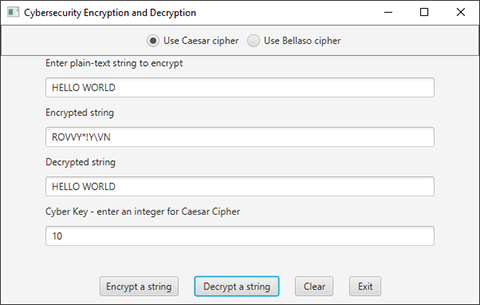 Cybersecurity Encryption and Decryption
Use Caesar cipher Use Bellaso cipher
Enter plain-text string to encrypt
HELLO WORLD
Encrypted string
ROVVY*!Y\VN
Decrypted string
HELLO WORLD
Cyber Key - enter an integer for Caesar Cipher
10
Encrypt a string Decrypt a string Clear Exit